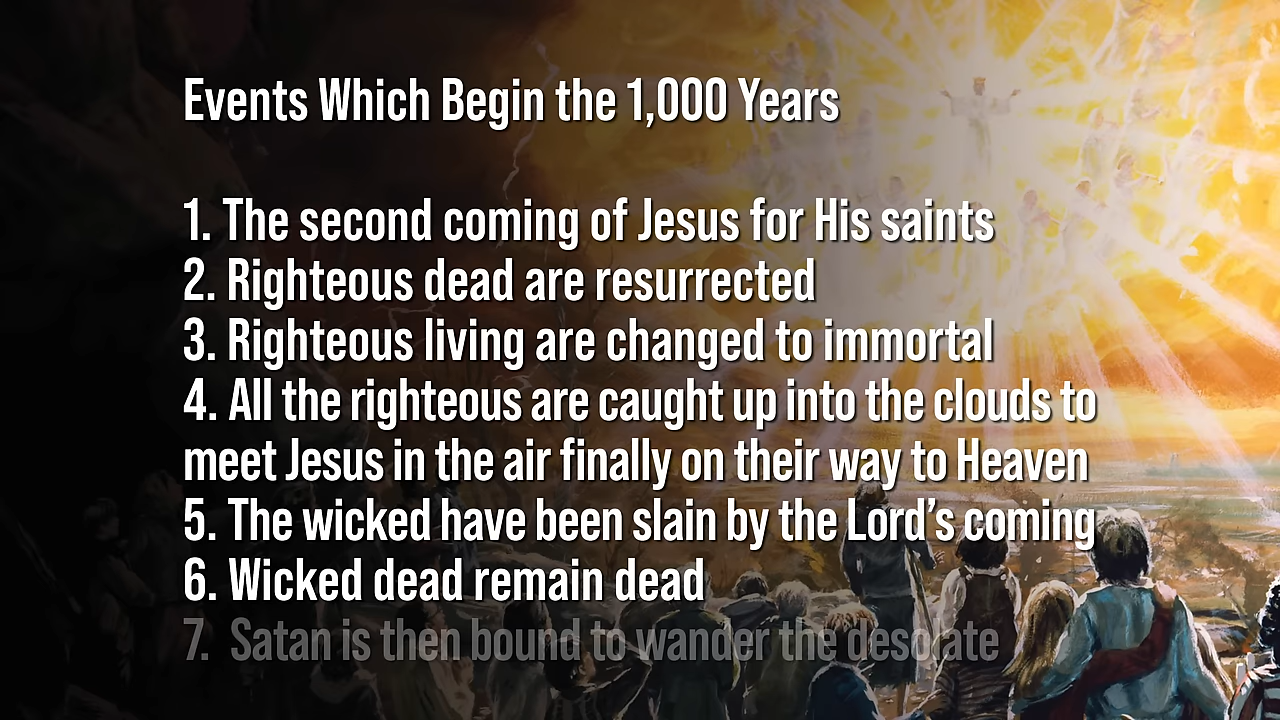 Events Which Begin the 1,000 Years
1. The second coming of Jesus for His saints
2. Righteous dead are resurrected
3. Righteous living are changed to immortal
4. All the righteous are caught up into the clouds to
meet Jesus in the air finally on their way to Heaven
5. The wicked have been slain by the Lord’s coming
6. Wicked dead remain dead
7. Satan is then bound to wander the desolate